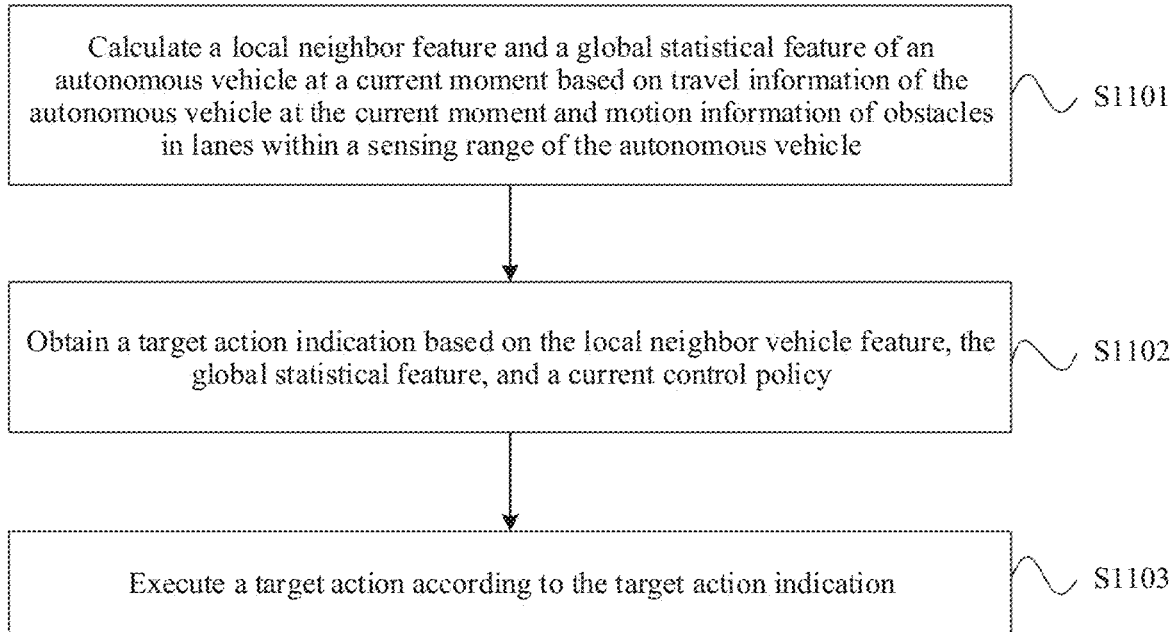 Calculate a local neighbor feature and a global statistical feature of an
autonomous vehicle at a current moment based on travel information of the
autonomous vehicle at the current moment and motion information of obstacles
in lanes within a sensing range of the autonomous vehicle
S1101
Obtain a target action indication based on the local neighbor vehicle feature, the
global statistical feature, and a current control policy
S1102
Execute a target action according to the target action indication
S1103